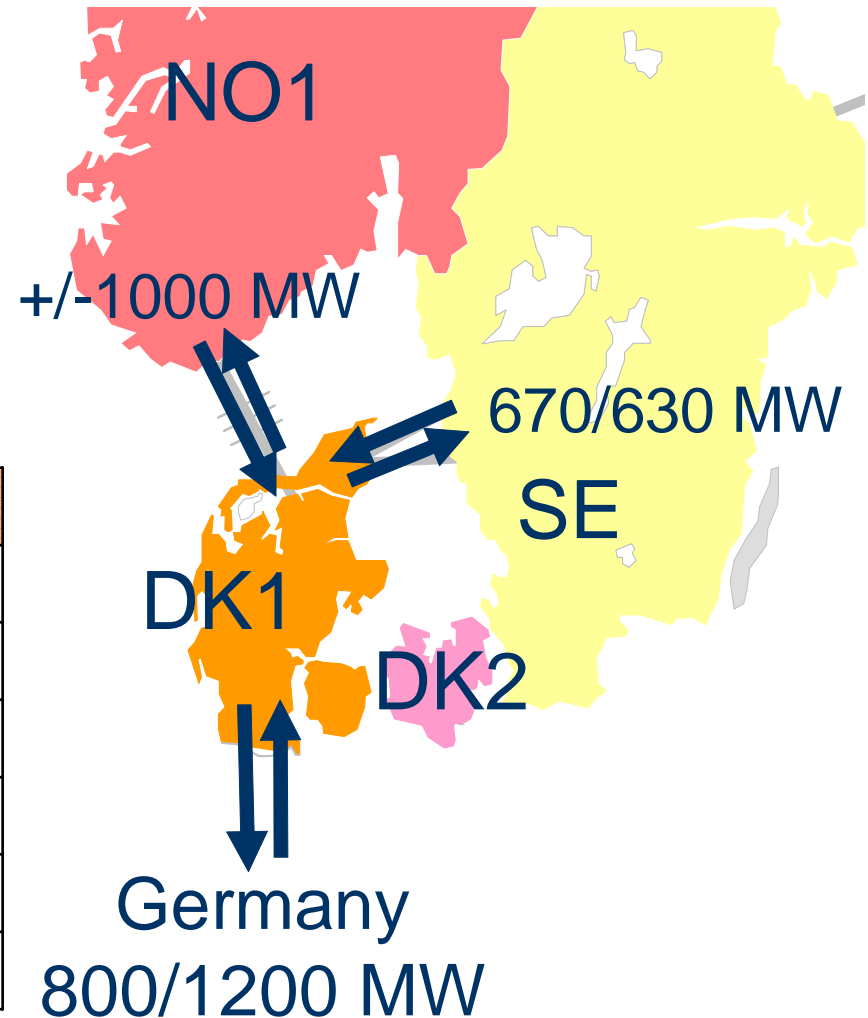 NO1
+/-1000 MW
670/630 MW
SE
DK1
DK2
Germany
800/1200 MW